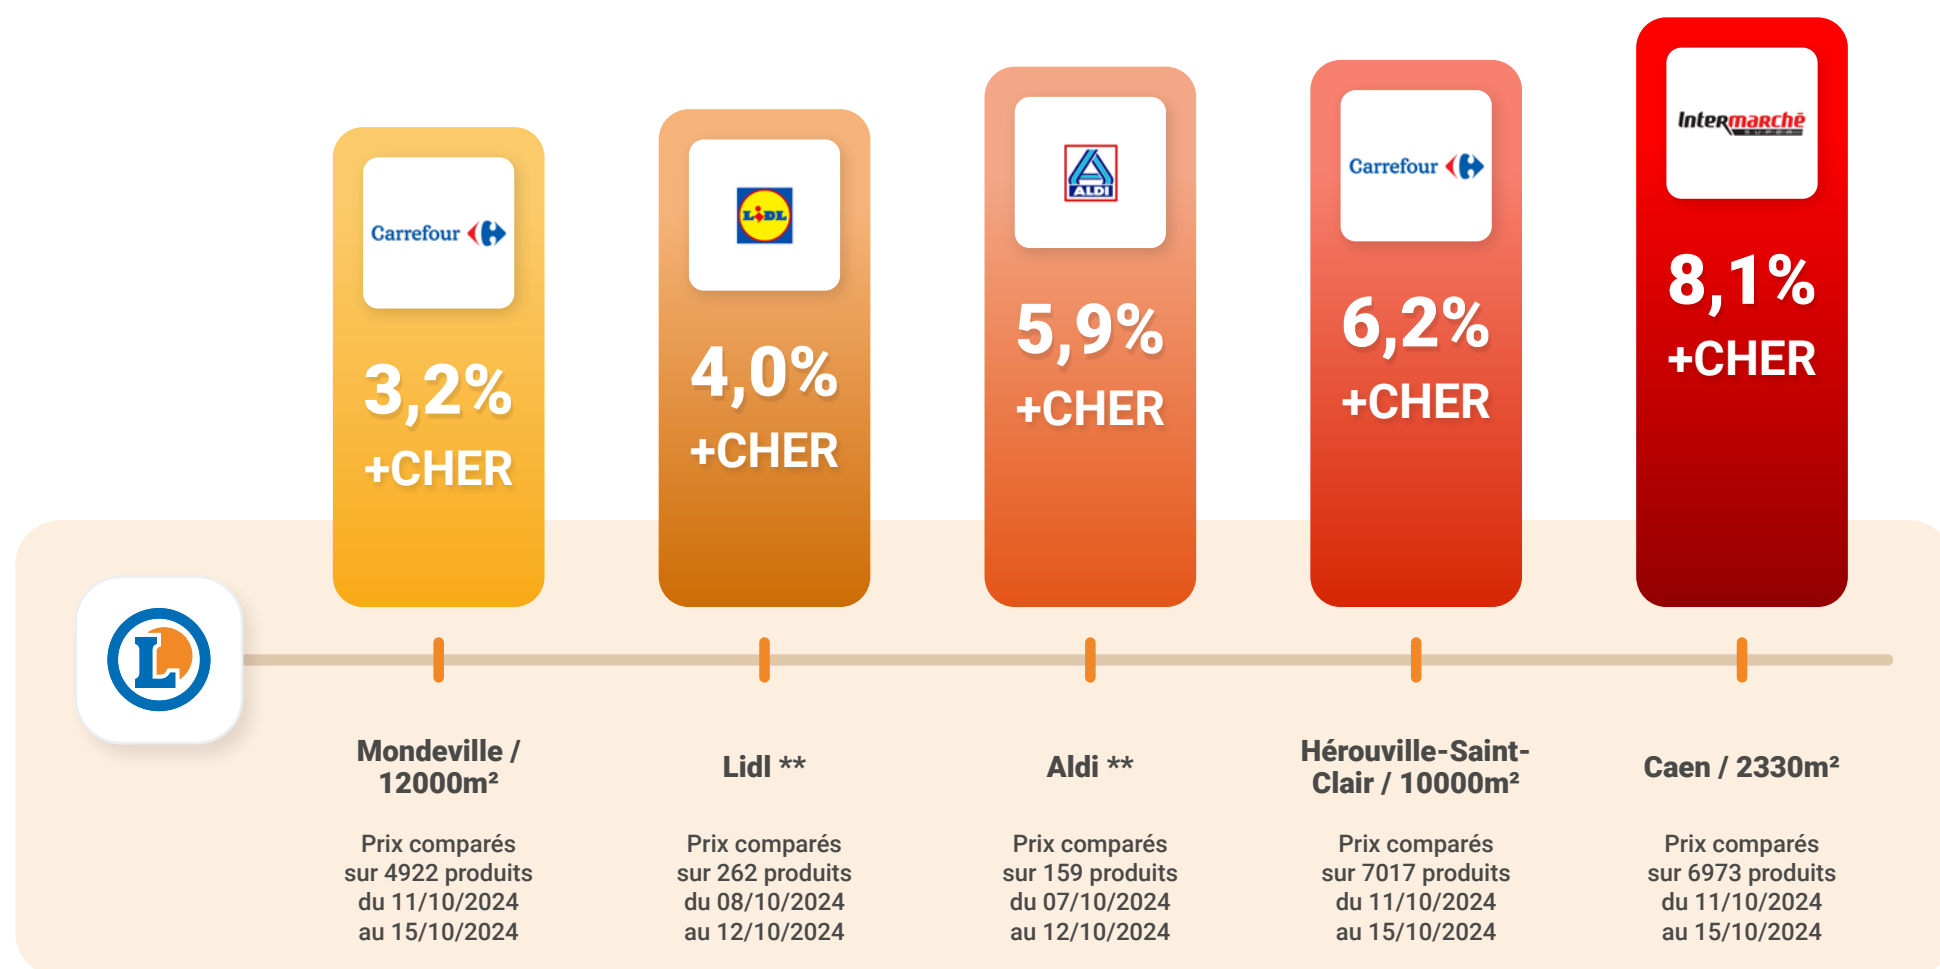 Carrefour
3,2%
+CHER
LIDL
4,0%
+CHER
ALDI
5,9%
+CHER
Carrefour
6,2%
+CHER
Intermarchē
SUPER
8,1%
+CHER
L
Mondeville /
12000m²
Prix comparés
sur 4922 produits
du 11/10/2024
au 15/10/2024
Lidl **
Prix comparés
sur 262 produits
du 08/10/2024
au 12/10/2024
Aldi **
Prix comparés
sur 159 produits
du 07/10/2024
au 12/10/2024
Hérouville-Saint-
Clair / 10000m²
Prix comparés
sur 7017 produits
du 11/10/2024
au 15/10/2024
Caen / 2330m²
Prix comparés
sur 6973 produits
du 11/10/2024
au 15/10/2024